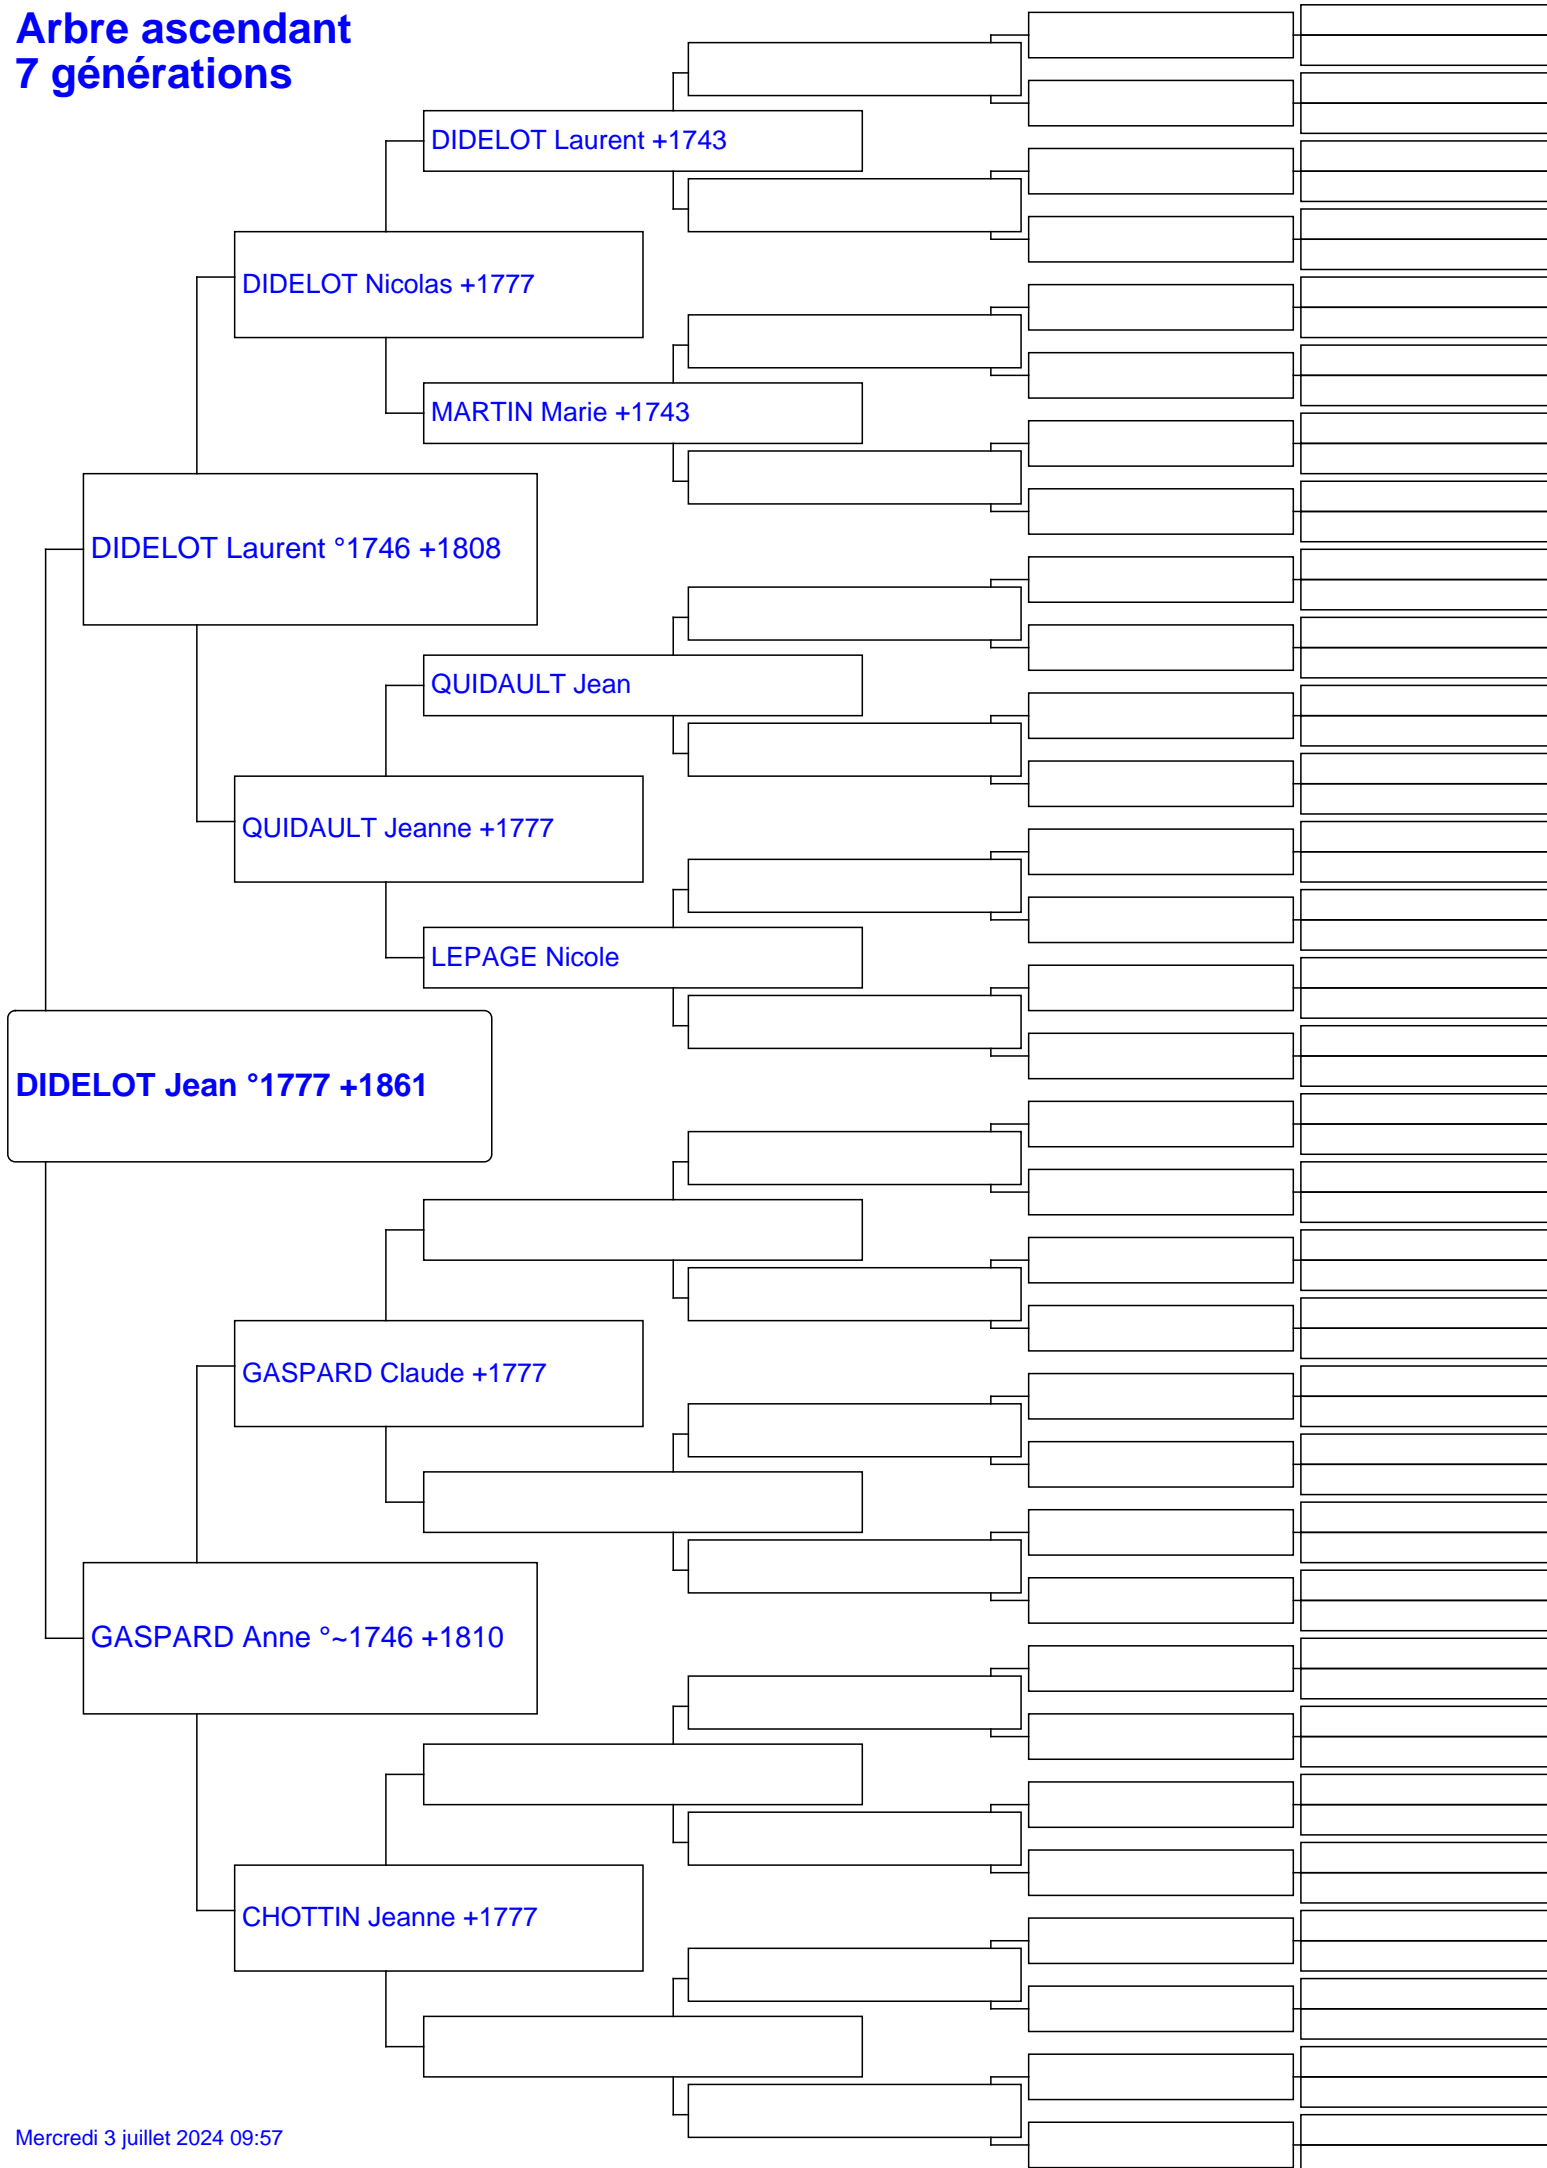 Arbre ascendant
7 générations
DIDELOT Laurent +1743
DIDELOT Nicolas +1777
MARTIN Marie +1743
DIDELOT Laurent °1746 +1808
QUIDAULT Jean
QUIDAULT Jeanne +1777
LEPAGE Nicole
DIDELOT Jean °1777 +1861
GASPARD Claude +1777
GASPARD Anne °~1746 +1810
CHOTTIN Jeanne +1777
Mercredi 3 juillet 2024 09:57